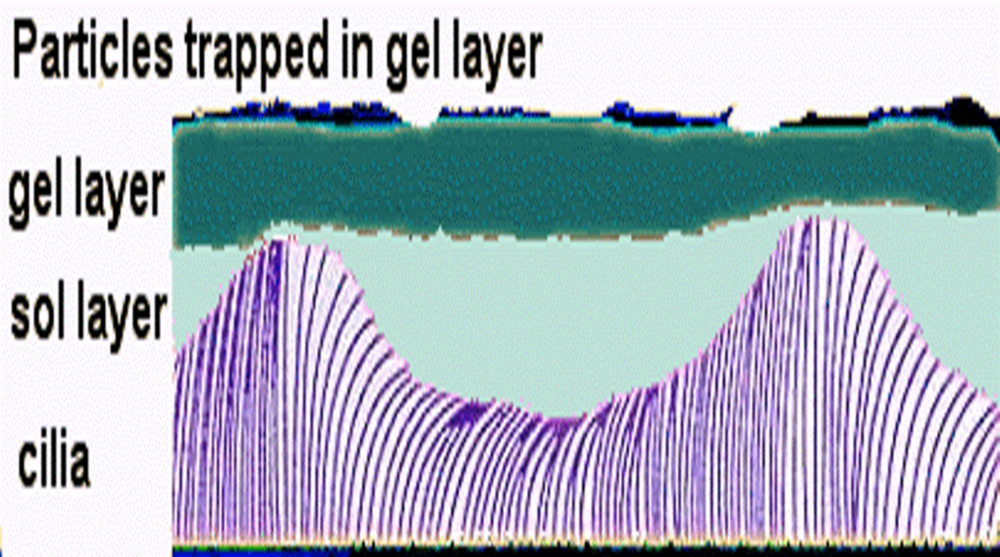 Particles trapped in gel layer
gel layer
sol layer
cilia